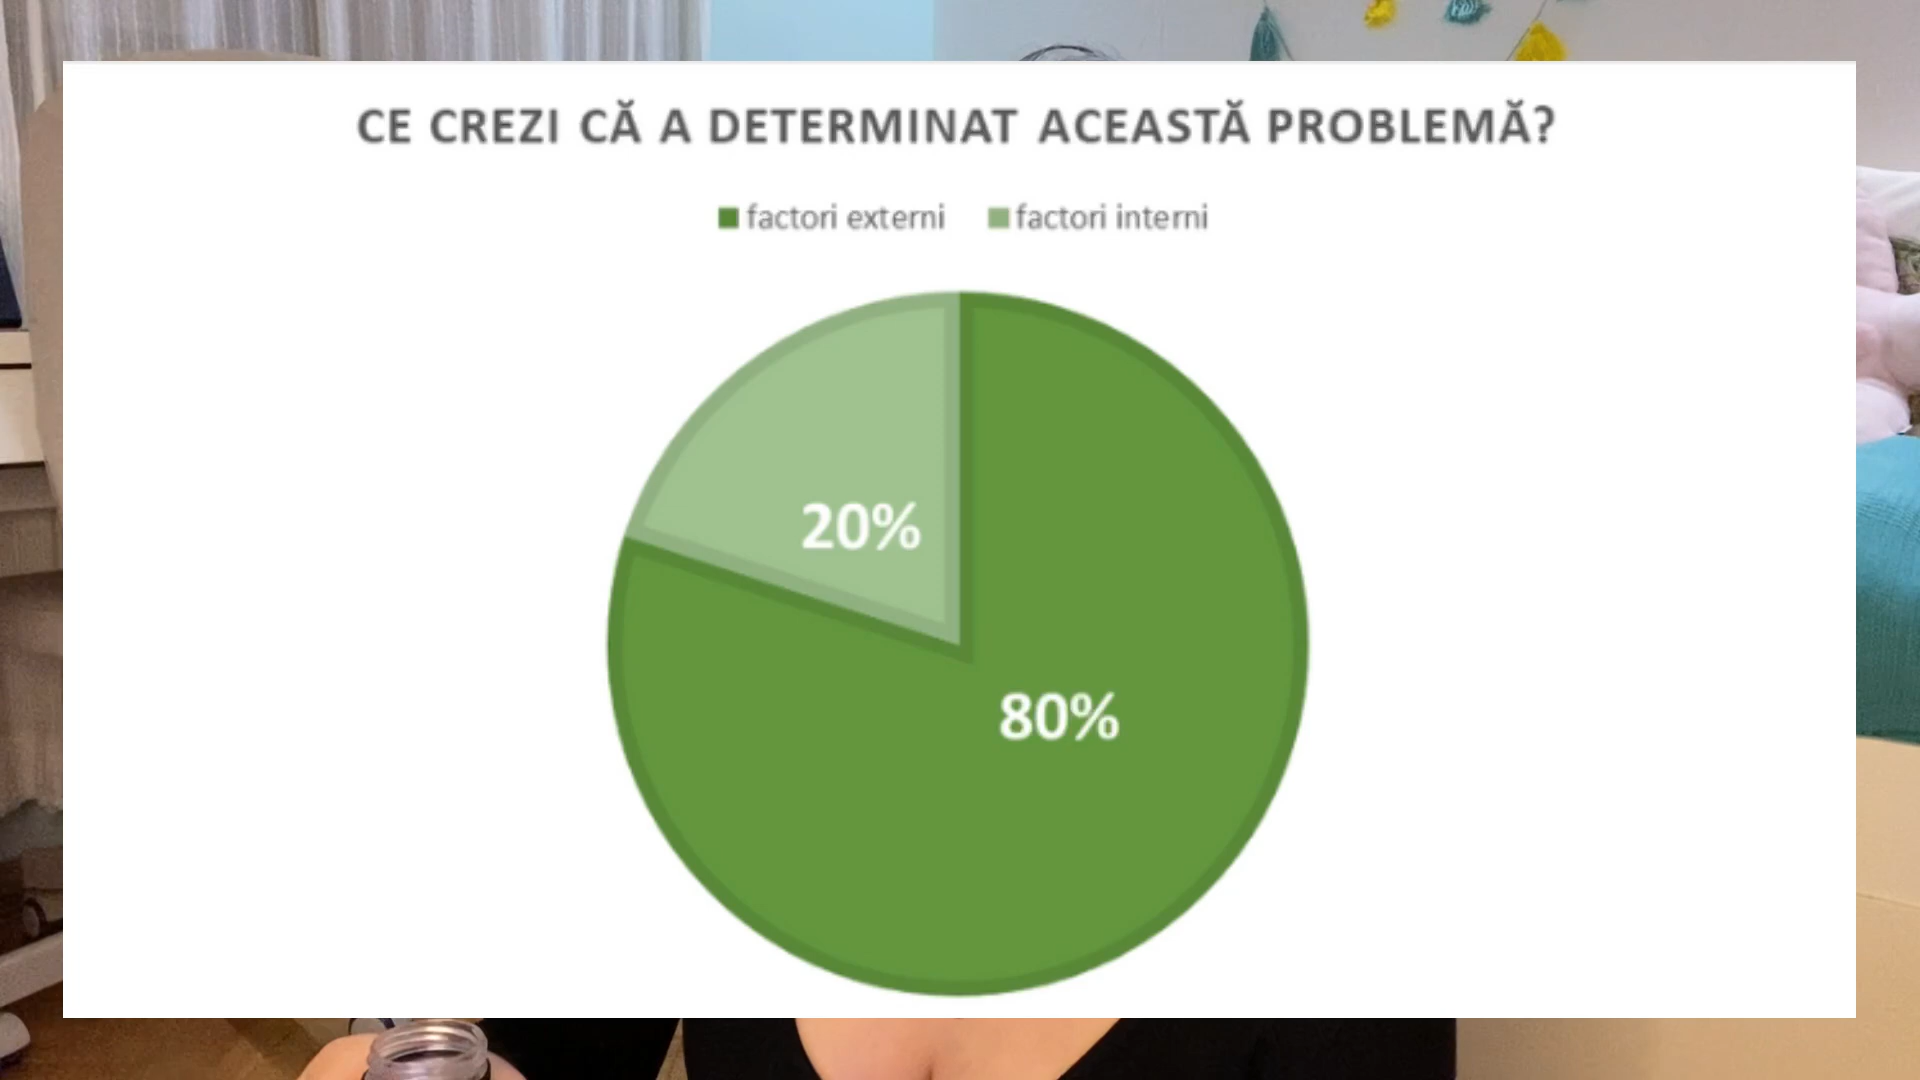 CE CREZI CĂ A DETERMINAT ACEASTĂ PROBLEMĂ?
factori externi factori interni
20%
80%